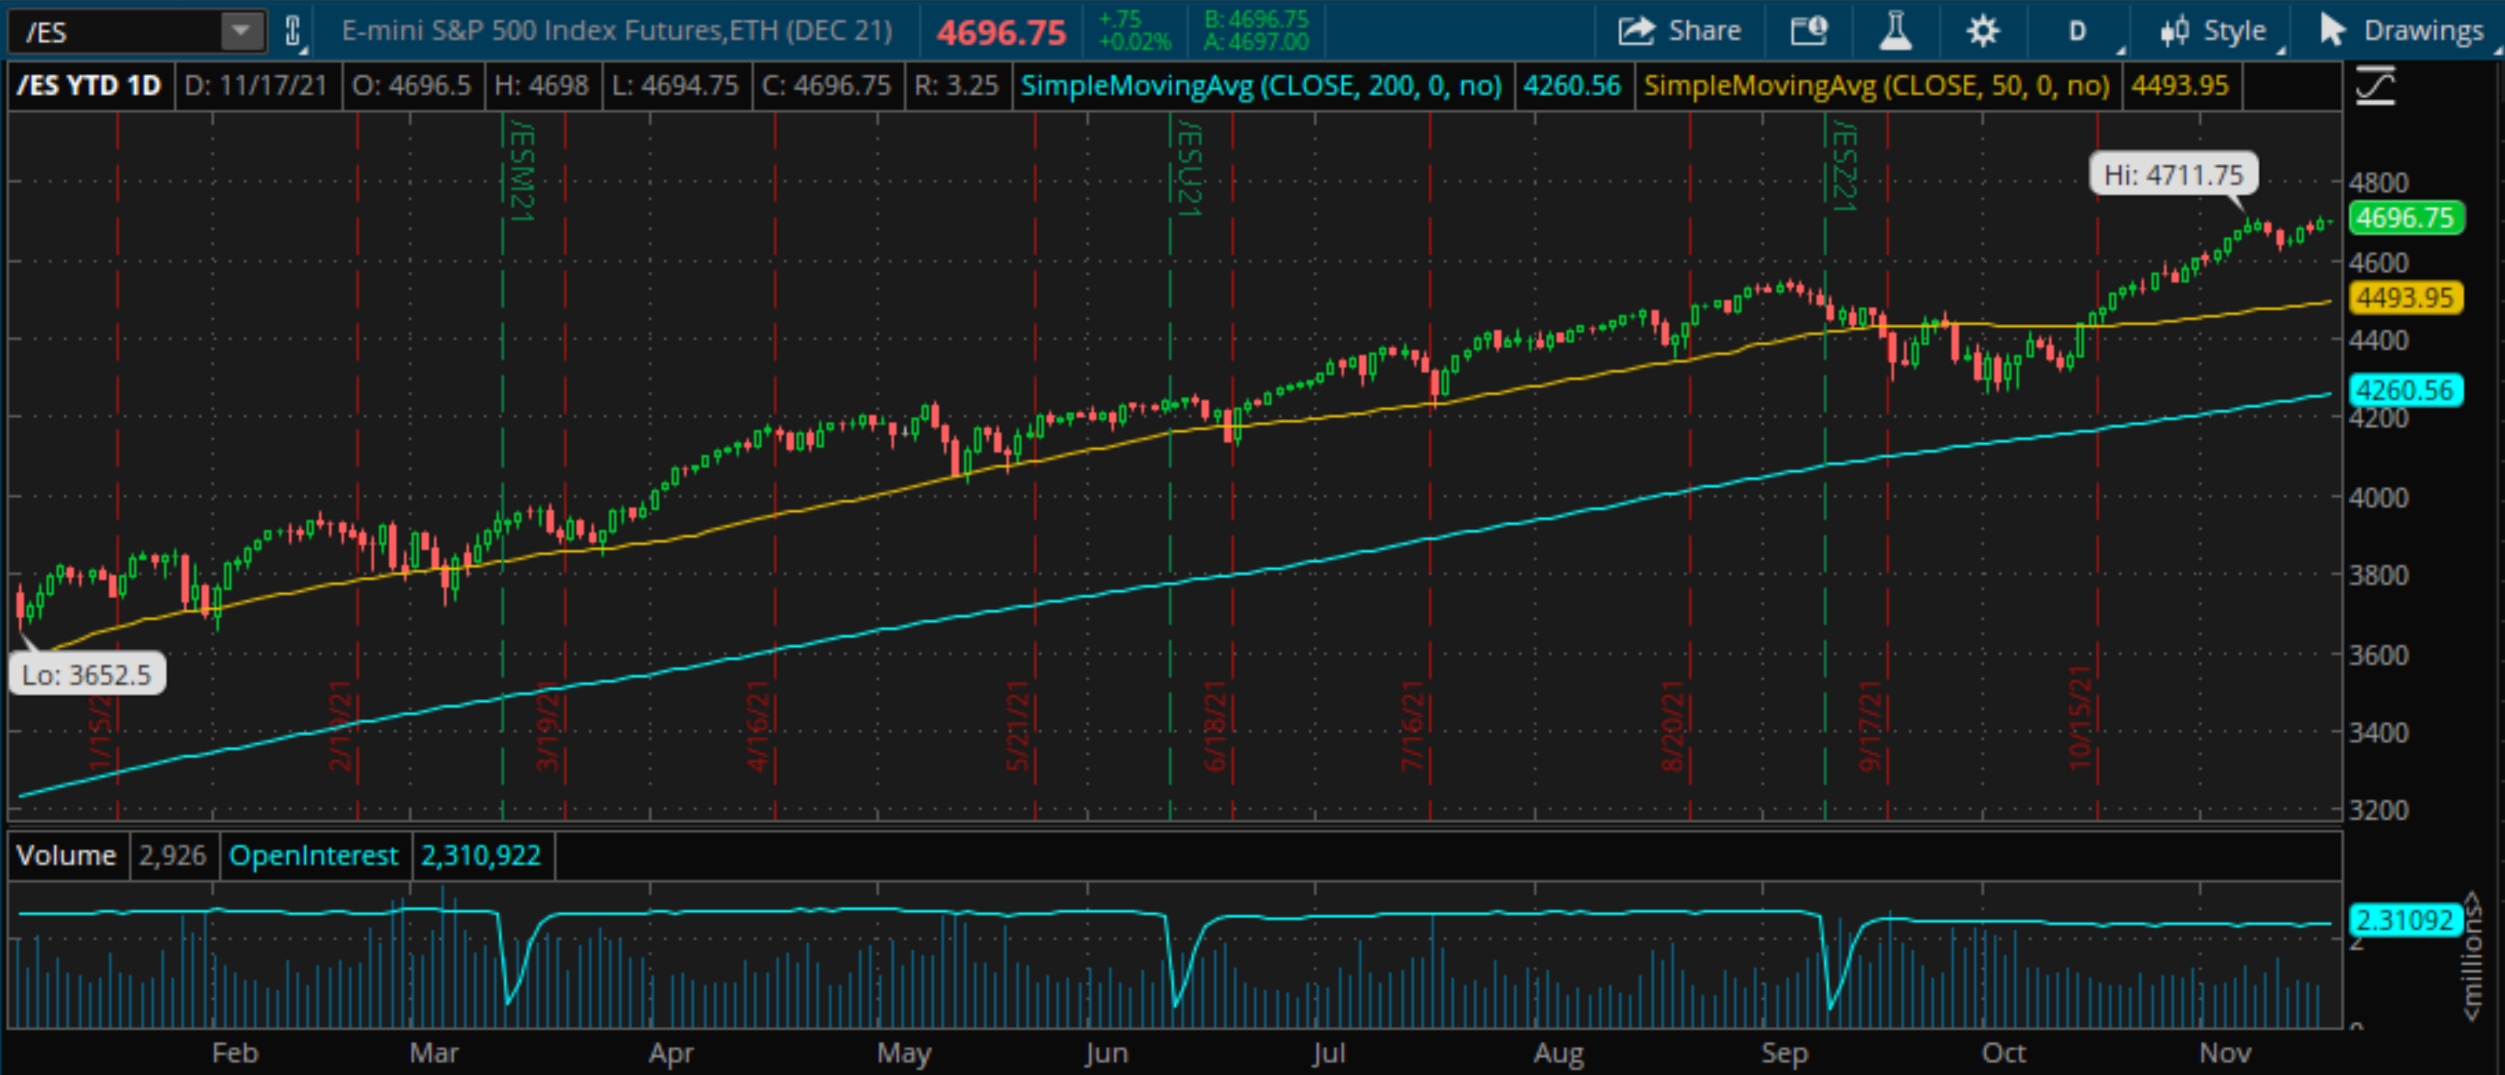 /ES E-mini S&P 500 Index Futures,ETH (DEC 21) 4696.75 +.75 B: 4696.75 Share D Style Drawings
+0.02% A: 4697.00
/ES YTD 1D D: 11/17/21 O: 4696.5 H: 4698 L: 4694.75 C: 4696.75 R: 3.25 SimpleMovingAvg (CLOSE, 200, 0, no) 4260.56 SimpleMovingAvg (CLOSE, 50, 0, no) 4493.95
/ESM21 /ESU21 /ESZ21
Hi: 4711.75
4800
4696.75
4600
4493.95
4400
4260.56
4200
4000
3800
3600
3400
3200
Lo: 3652.5
1/15/2 2/19/21 3/19/21 4/16/21 5/21/21 6/18/21 7/16/21 8/20/21 9/17/21 10/15/21
Volume 2,926 OpenInterest 2,310,922
2.31092
2
0
<millions>
Feb Mar Apr May Jun Jul Aug Sep Oct Nov